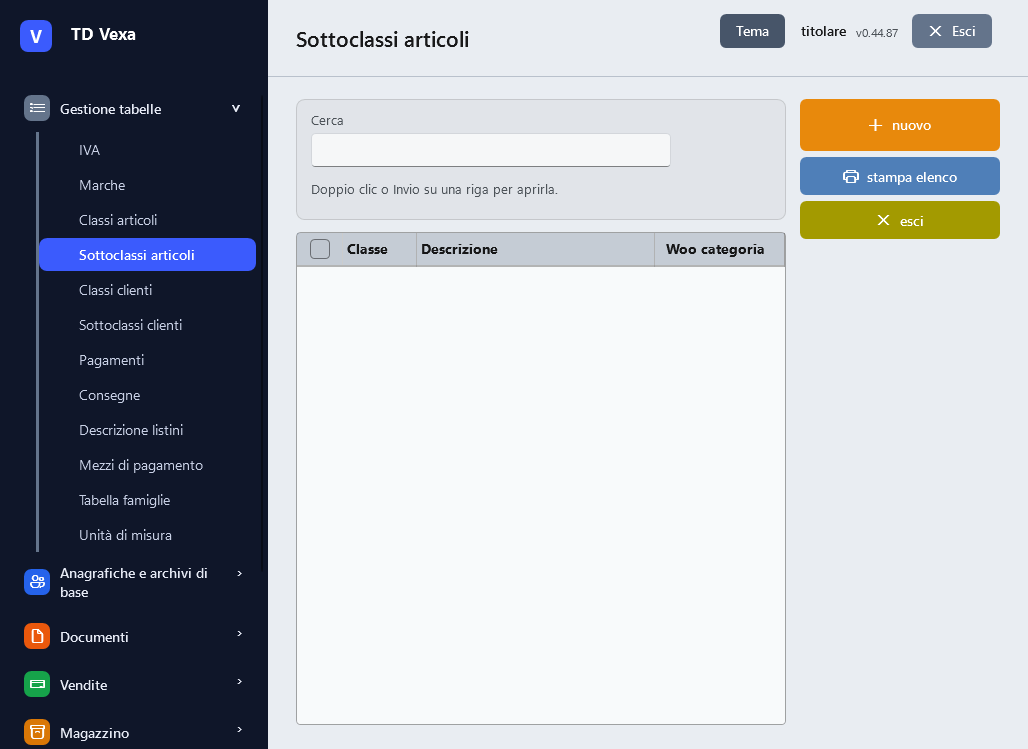 V TD Vexa
Gestione tabelle
IVA
Marche
Classi articoli
Sottoclassi articoli
Classi clienti
Sottoclassi clienti
Pagamenti
Consegne
Descrizione listini
Mezzi di pagamento
Tabella famiglie
Unità di misura
Anagrafiche e archivi di
base
Documenti
Vendite
Magazzino
Sottoclassi articoli
Tema titolare v0.44.87 Esci
Cerca
Doppio clic o Invio su una riga per aprirla.
Classe Descrizione Woo categoria
nuovo
stampa elenco
esci